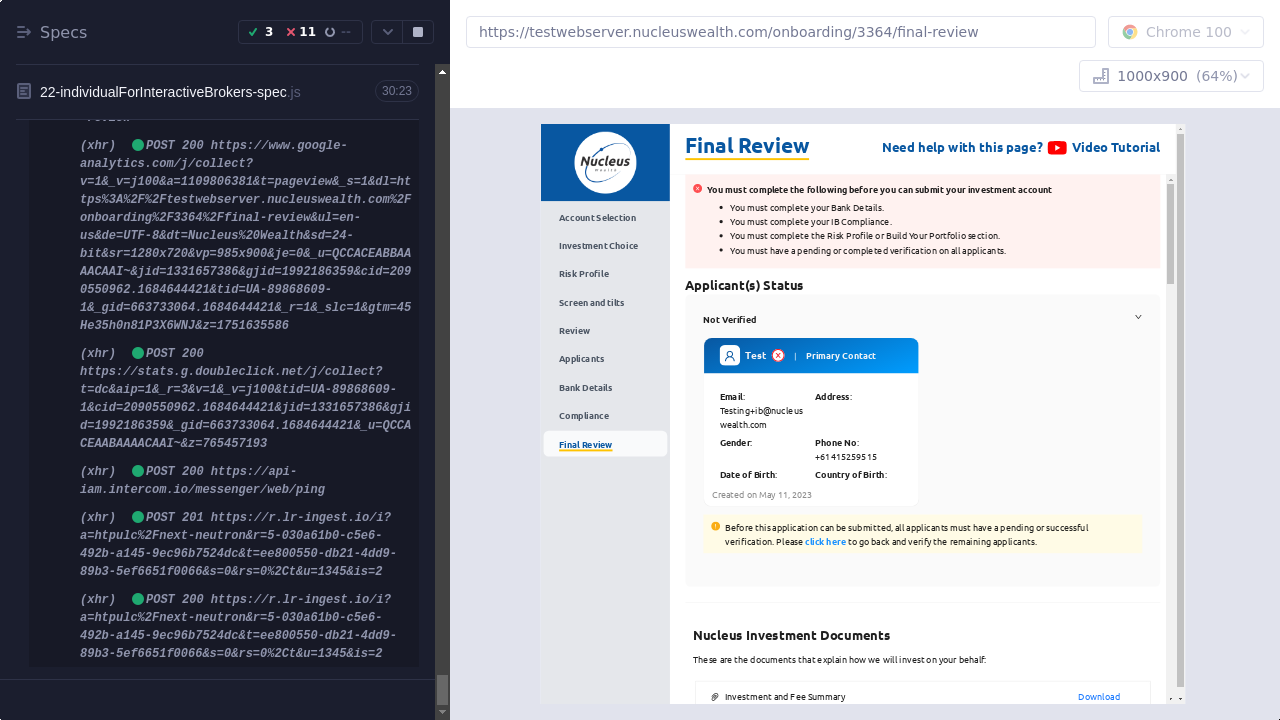 Specs
3
11
--
22-individualForInteractiveBrokers-spec.js
30:23
(xhr) POST 200 https://www.google-
analytics.com/j/collect?
v=1&_v=j100&a=1109806381&t=pageview&_s=1&dl=ht
tps%3A%2F%2Ftestwebserver.nucleuswealth.com%2F
onboarding%2F3364%2Ffinal-review&ul=en-
us&de=UTF-8&dt=Nucleus%20Wealth&sd=24-
bit&sr=1280x720&vp=985x900&je=0&_u=QCCACEABBAA
AACAAI~&jid=1331657386&gjid=1992186359&cid=209
0550962.1684644421&tid=UA-89868609-
1&_gid=663733064.1684644421&_r=1&_slc=1&gtm=45
He35h0n81P3X6WNJ&z=1751635586
(xhr) POST 200
https://stats.g.doubleclick.net/j/collect?
t=dc&aip=1&_r=3&v=1&_v=j100&tid=UA-89868609-
1&cid=2090550962.1684644421&jid=1331657386&gji
d=1992186359&_gid=663733064.1684644421&_u=QCCA
CEAABAAAACAAI~&z=765457193
(xhr) POST 200 https://api-
iam.intercom.io/messenger/web/ping
(xhr) POST 201 https://r.lr-ingest.io/i?
a=htpulc%2Fnext-neutron&r=5-030a61b0-c5e6-
492b-a145-9ec96b7524dc&t=ee800550-db21-4dd9-
89b3-5ef6651f0066&s=0&rs=0%2Ct&u=1345&is=2
(xhr) POST 200 https://r.lr-ingest.io/i?
a=htpulc%2Fnext-neutron&r=5-030a61b0-c5e6-
492b-a145-9ec96b7524dc&t=ee800550-db21-4dd9-
89b3-5ef6651f0066&s=0&rs=0%2Ct&u=1345&is=2
https://testwebserver.nucleuswealth.com/onboarding/3364/final-review
Chrome 100
1000x900 (64%)
Nucleus
Wealth
Account Selection
Investment Choice
Risk Profile
Screen and tilts
Review
Applicants
Bank Details
Compliance
Final Review
Final Review
Need help with this page? Video Tutorial
You must complete the following before you can submit your investment account
• You must complete your Bank Details.
• You must complete your IB Compliance.
• You must complete the Risk Profile or Build Your Portfolio section.
• You must have a pending or completed verification on all applicants.
Applicant(s) Status
Not Verified
Test | Primary Contact
Email: Address:
Testing+ib@nucleus
wealth.com
Gender: Phone No:
+61415259515
Date of Birth: Country of Birth:
Created on May 11, 2023
Before this application can be submitted, all applicants must have a pending or successful
verification. Please click here to go back and verify the remaining applicants.
Nucleus Investment Documents
These are the documents that explain how we will invest on your behalf:
Investment and Fee Summary
Download